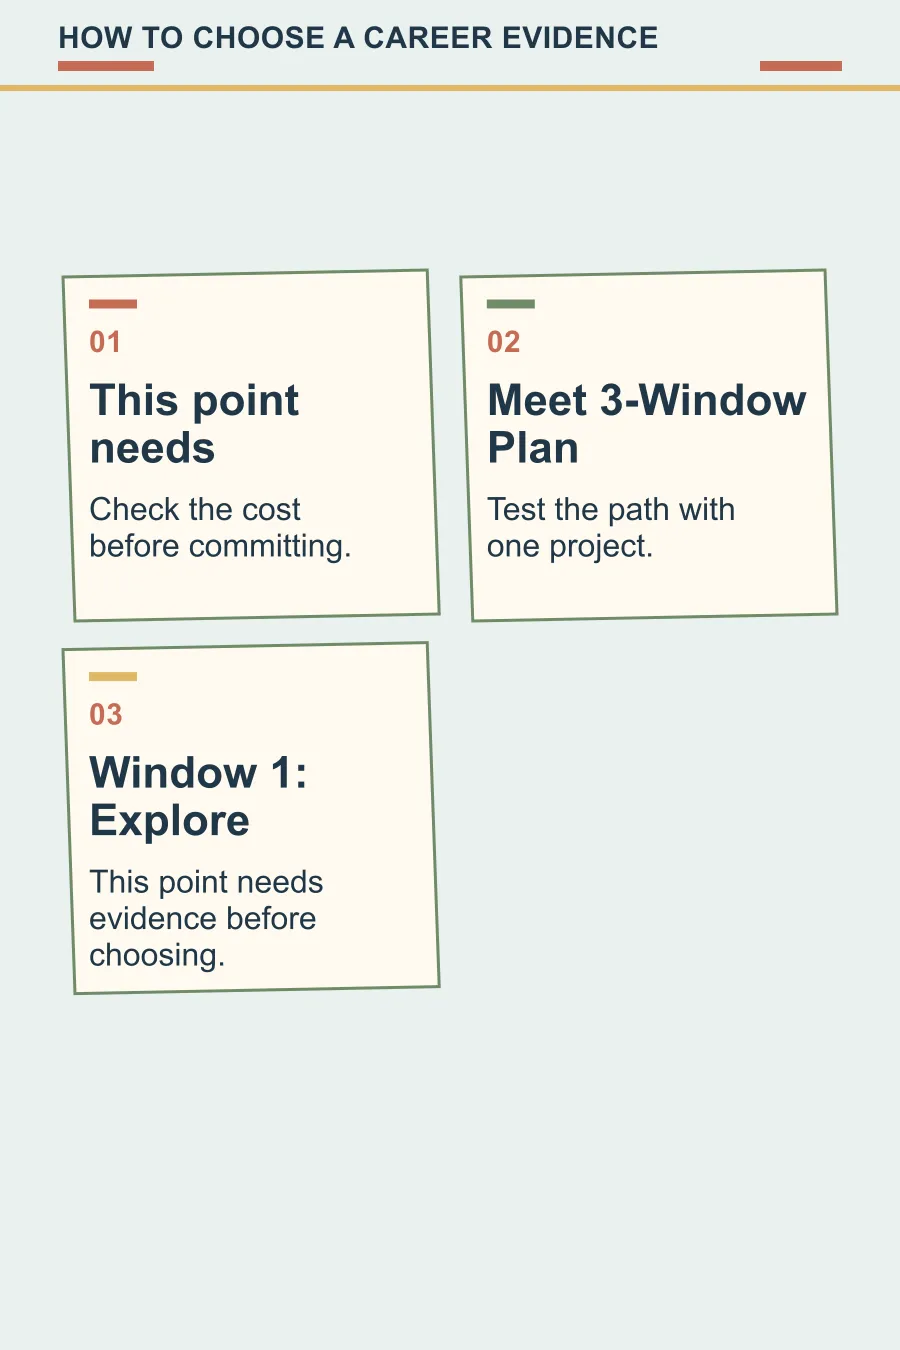 HOW TO CHOOSE A CAREER EVIDENCE
01
This point
needs
Check the cost
before committing.
02
Meet 3-Window
Plan
Test the path with
one project.
03
Window 1:
Explore
This point needs
evidence before
choosing.